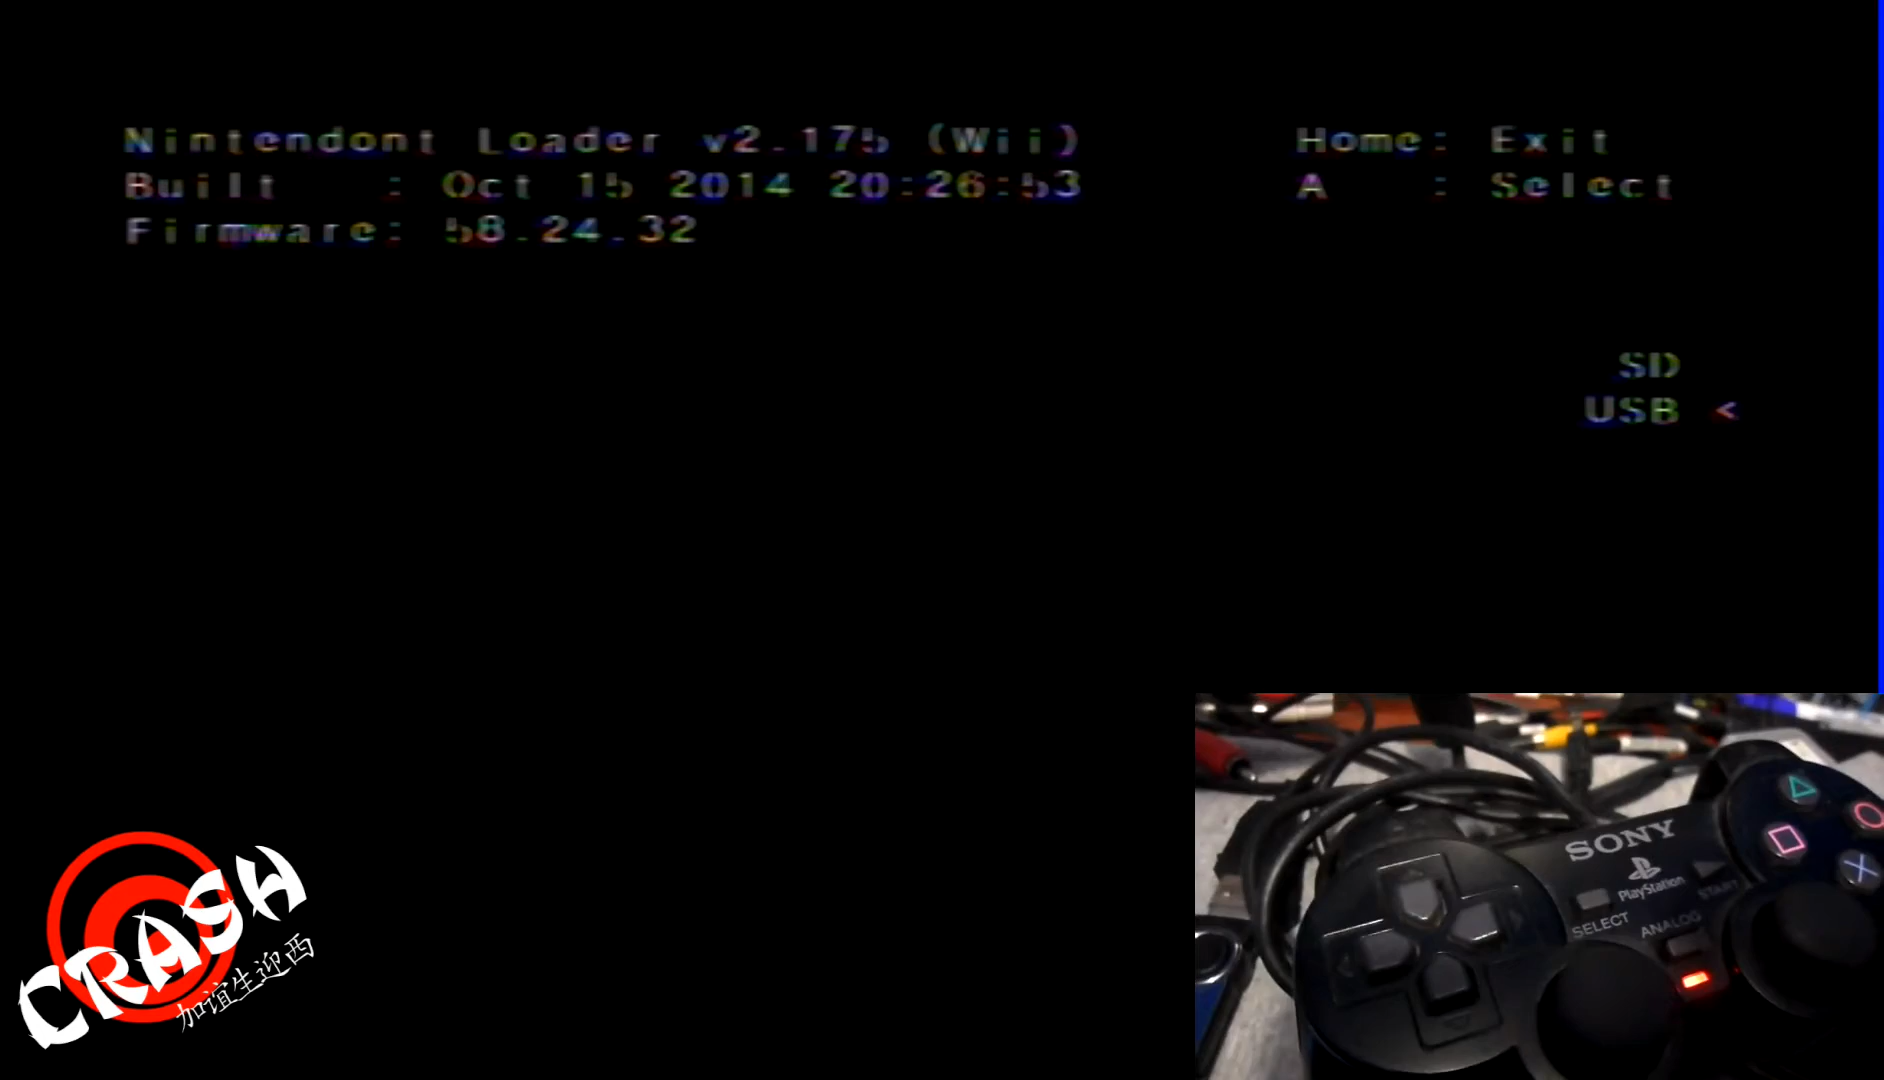 Nintendont Loader v2.175 (Wii)
Home: Exit
Built : Oct 15 2014 20:26:53
A : Select
Firmware: 58.24.32
SD
USB <
CRASH
加谊生迎西
SONY
PlayStation
SELECT
START
ANALOG